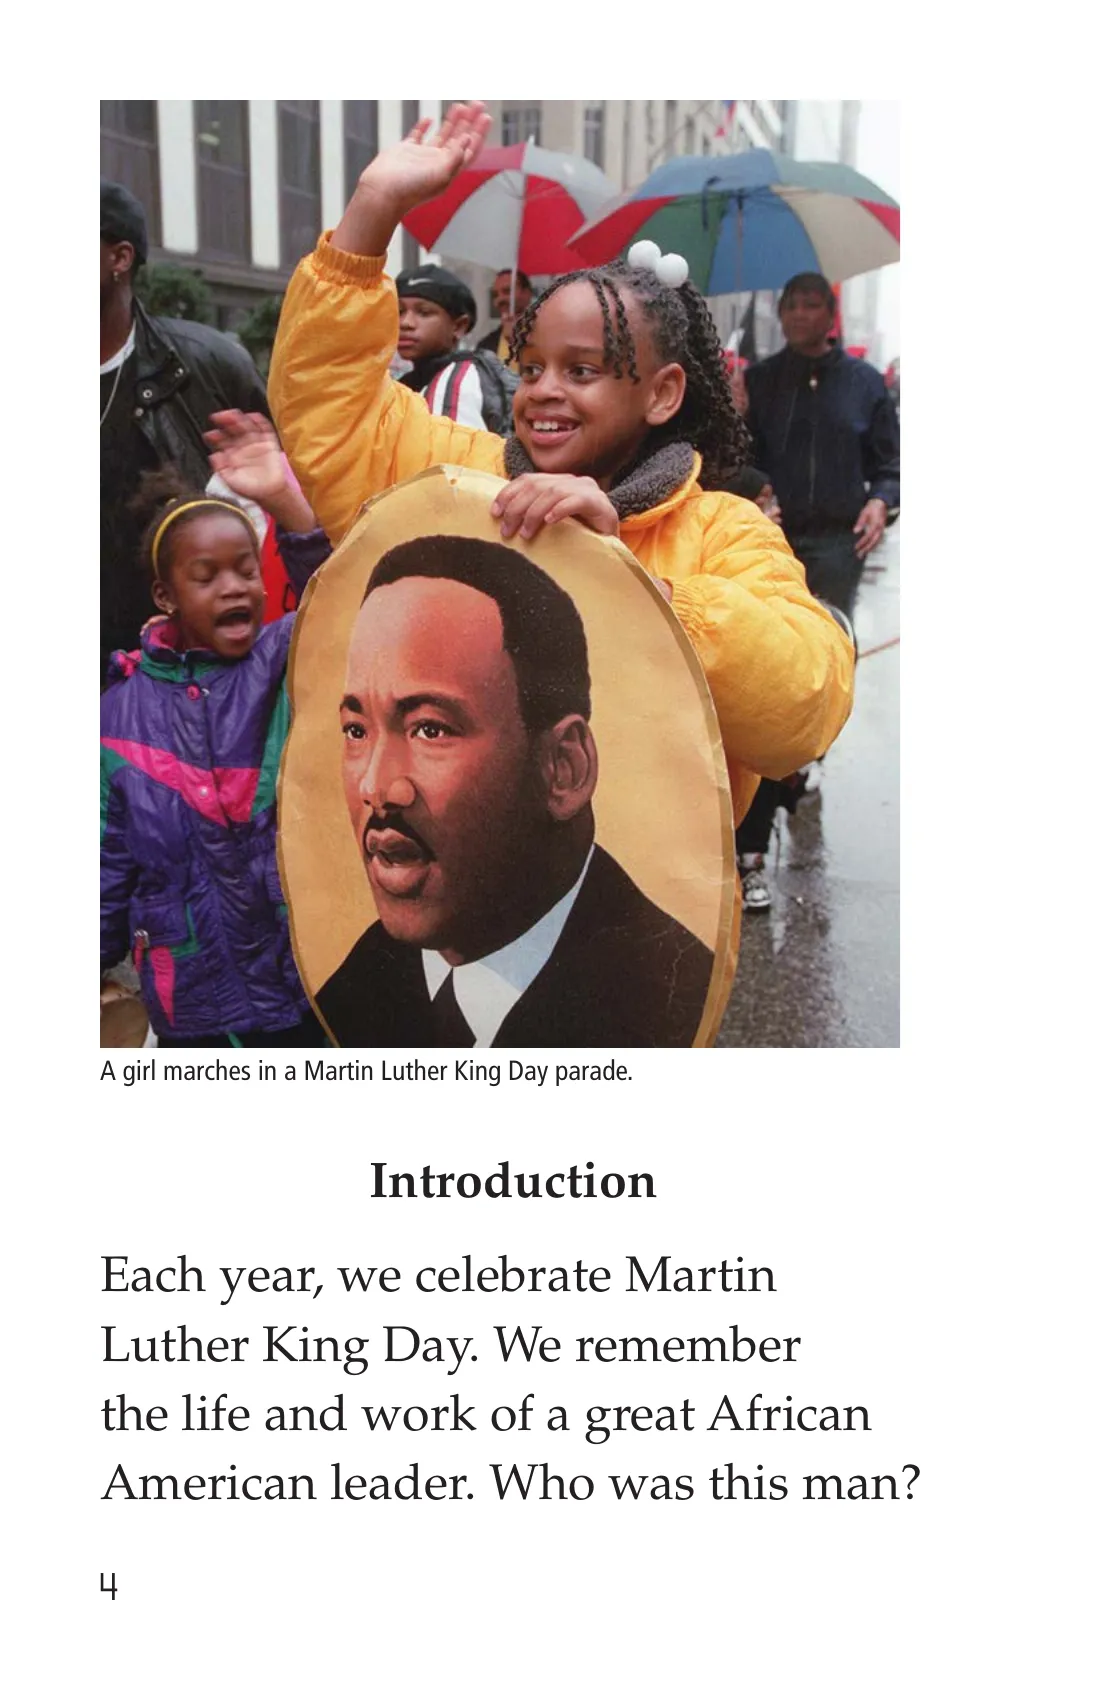 A girl marches in a Martin Luther King Day parade.
Introduction
Each year, we celebrate Martin
Luther King Day. We remember
the life and work of a great African
American leader. Who was this man?
4